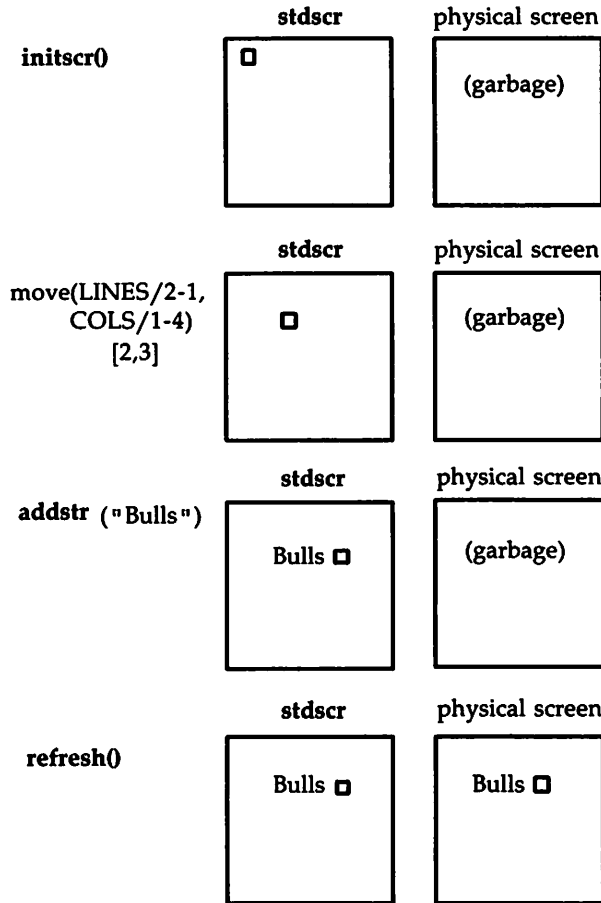 stdscr physical screen
initscr()
(garbage)
stdscr physical screen
move(LINES/2-1,
COLS/1-4)
[2,3]
(garbage)
stdscr physical screen
addstr ("Bulls")
Bulls
(garbage)
stdscr physical screen
refresh()
Bulls
Bulls